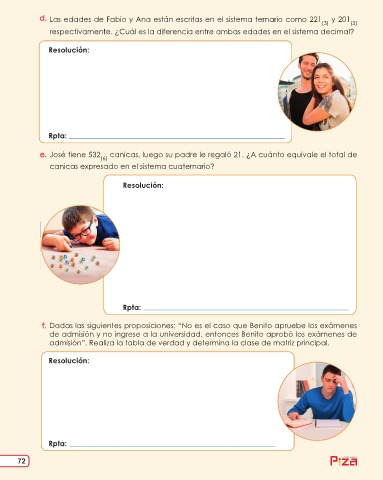 d. Las edades de Fabio y Ana están escritas en el sistema ternario como 221(3) y 201(3)
respectivamente. ¿Cuál es la diferencia entre ambas edades en el sistema decimal?
Resolución:
Rpta:
e. José tiene 532(6) canicas, luego su padre le regaló 21. ¿A cuánto equivale el total de
canicas expresado en el sistema cuaternario?
Resolución:
Rpta:
f. Dadas las siguientes proposiciones: “No es el caso que Benito apruebe los exámenes
de admisión y no ingrese a la universidad, entonces Benito aprobó los exámenes de
admisión”. Realiza la tabla de verdad y determina la clase de matriz principal.
Resolución:
Rpta:
72